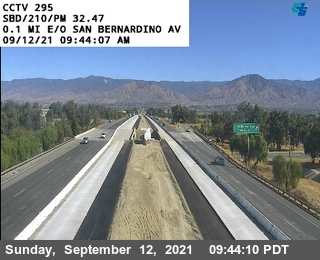 CCTV 295
SBD/210/PM 32.47
0.1 MI E/O SAN BERNARDINO AV
09/12/21 09:44:07 AM
Sunday, September 12, 2021 09:44:10 PDT